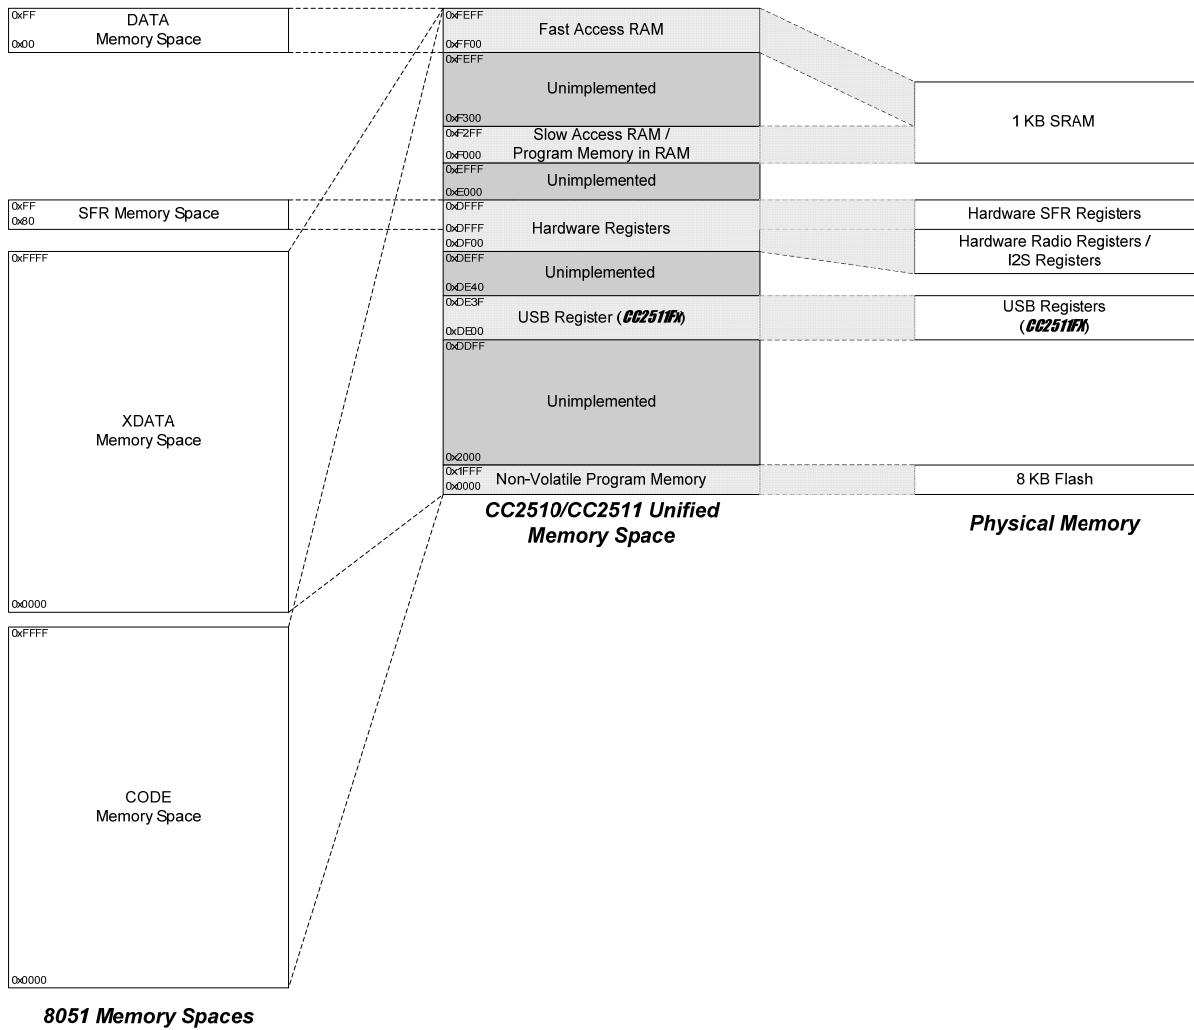 0xFF
DATA
Memory Space
0x00
0xFF
SFR Memory Space
0x80
0xFFFF
XDATA
Memory Space
0x0000
0xFFFF
CODE
Memory Space
0x0000
8051 Memory Spaces
0xFEFF
Fast Access RAM
0xFF00
0xFEFF
Unimplemented
0xF300
0xF2FF
Slow Access RAM /
Program Memory in RAM
0xF000
0xEFFF
Unimplemented
0xE000
0xDFFF
0xDFFF
Hardware Registers
0xDF00
0xDEFF
Unimplemented
0xDE40
0xDE3F
USB Register (CC2511Fx)
0xDE00
0xDDFF
Unimplemented
0x2000
0x1FFF
Non-Volatile Program Memory
0x0000
CC2510/CC2511 Unified
Memory Space
1 KB SRAM
Hardware SFR Registers
Hardware Radio Registers /
I2S Registers
USB Registers
(CC2511FX)
8 KB Flash
Physical Memory